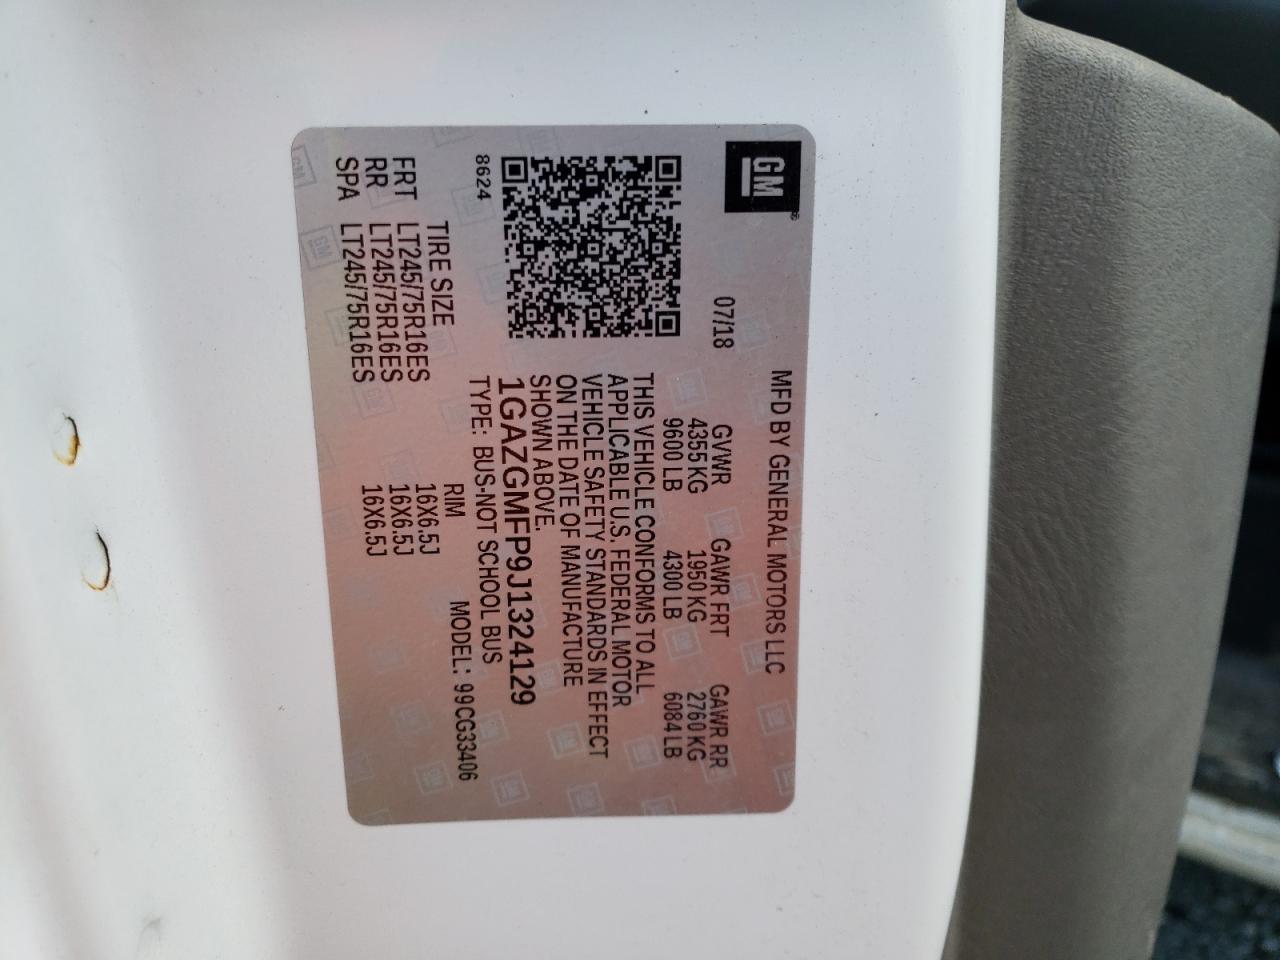 GM®
MFD BY GENERAL MOTORS LLC
07/18
GVWR GAWR FRT GAWR RR
4355 KG 1950 KG 2760 KG
9600 LB 4300 LB 6084 LB
THIS VEHICLE CONFORMS TO ALL
APPLICABLE U.S. FEDERAL MOTOR
VEHICLE SAFETY STANDARDS IN EFFECT
ON THE DATE OF MANUFACTURE
SHOWN ABOVE.
1GAZGMFP9J1324129
TYPE: BUS-NOT SCHOOL BUS
8624
MODEL: 99CG33406
TIRE SIZE RIM
FRT LT245/75R16ES 16X6.5J
RR LT245/75R16ES 16X6.5J
SPA LT245/75R16ES 16X6.5J